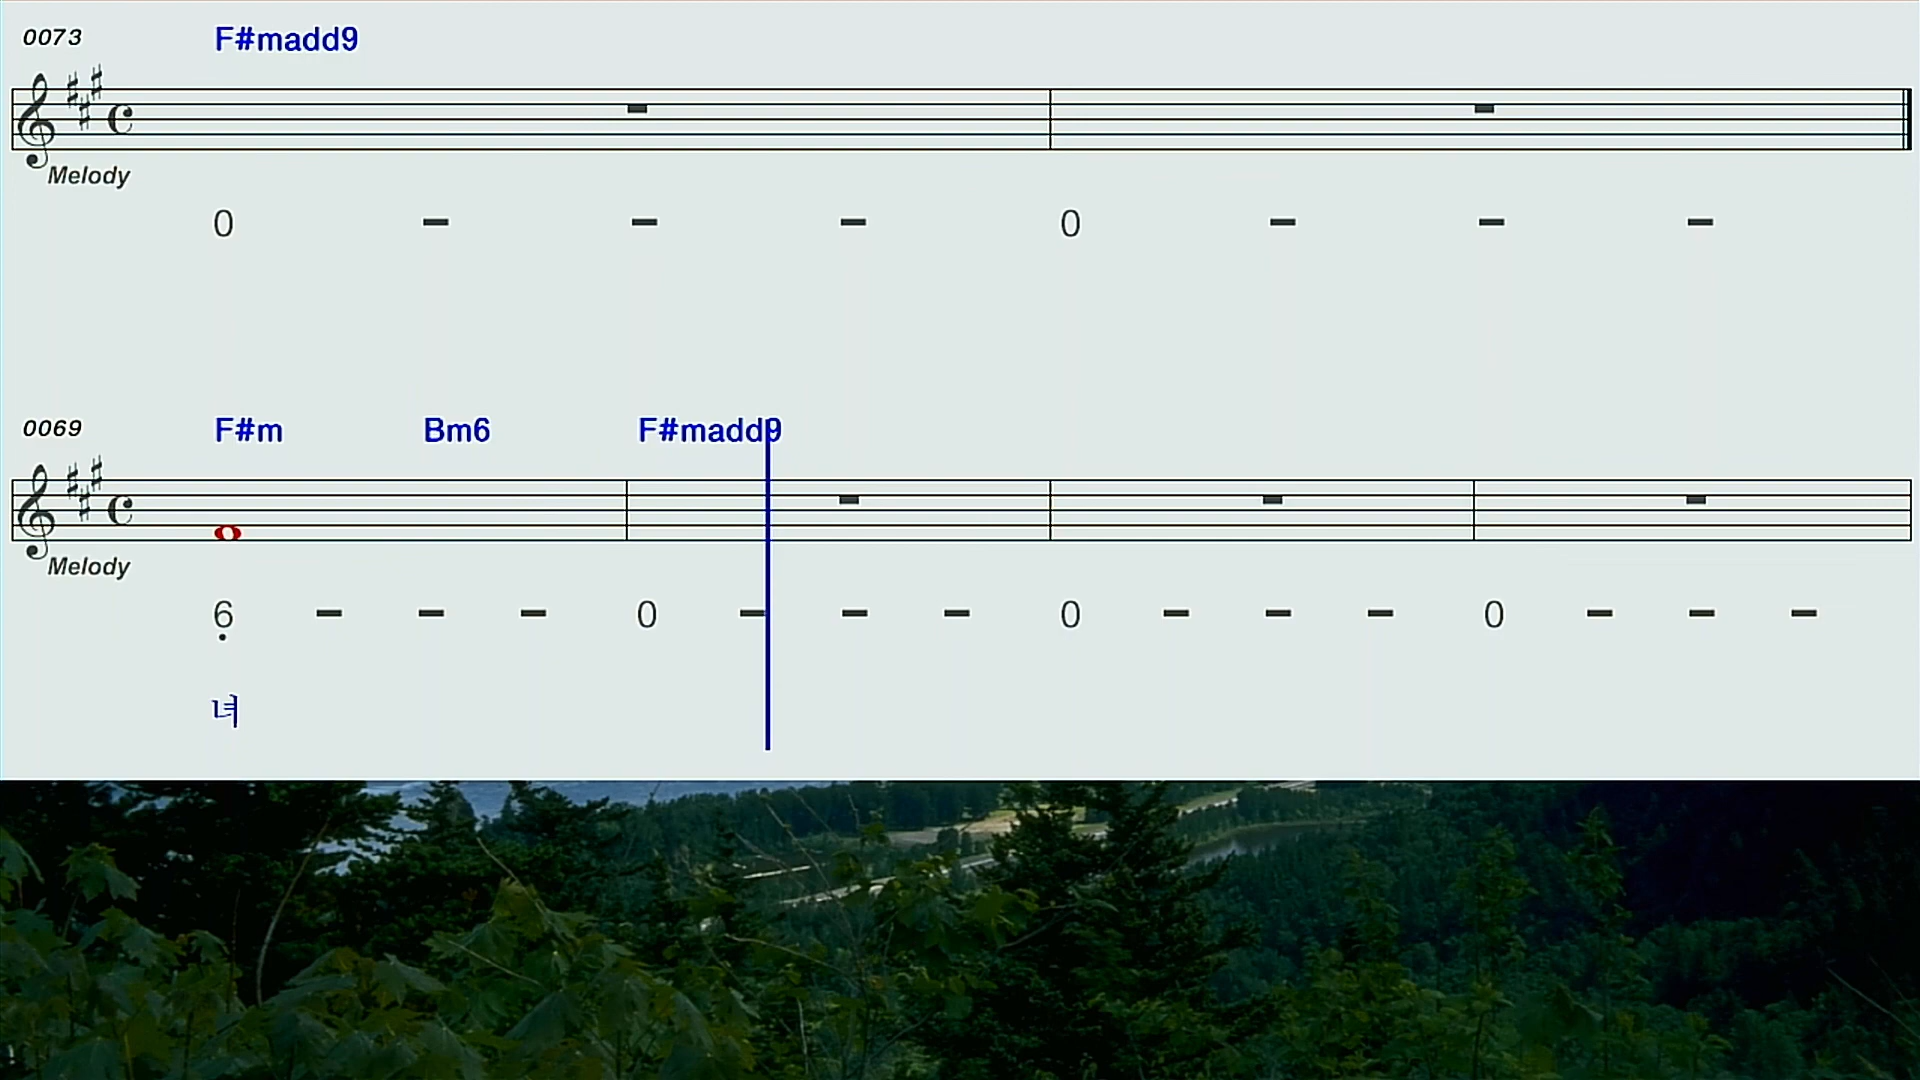 0073 F#madd9
Melody
0 - - - 0 - - -
0069 F#m Bm6 F#madd9
Melody
6 - - - 0 - - - 0 - - - 0 - - -
녀